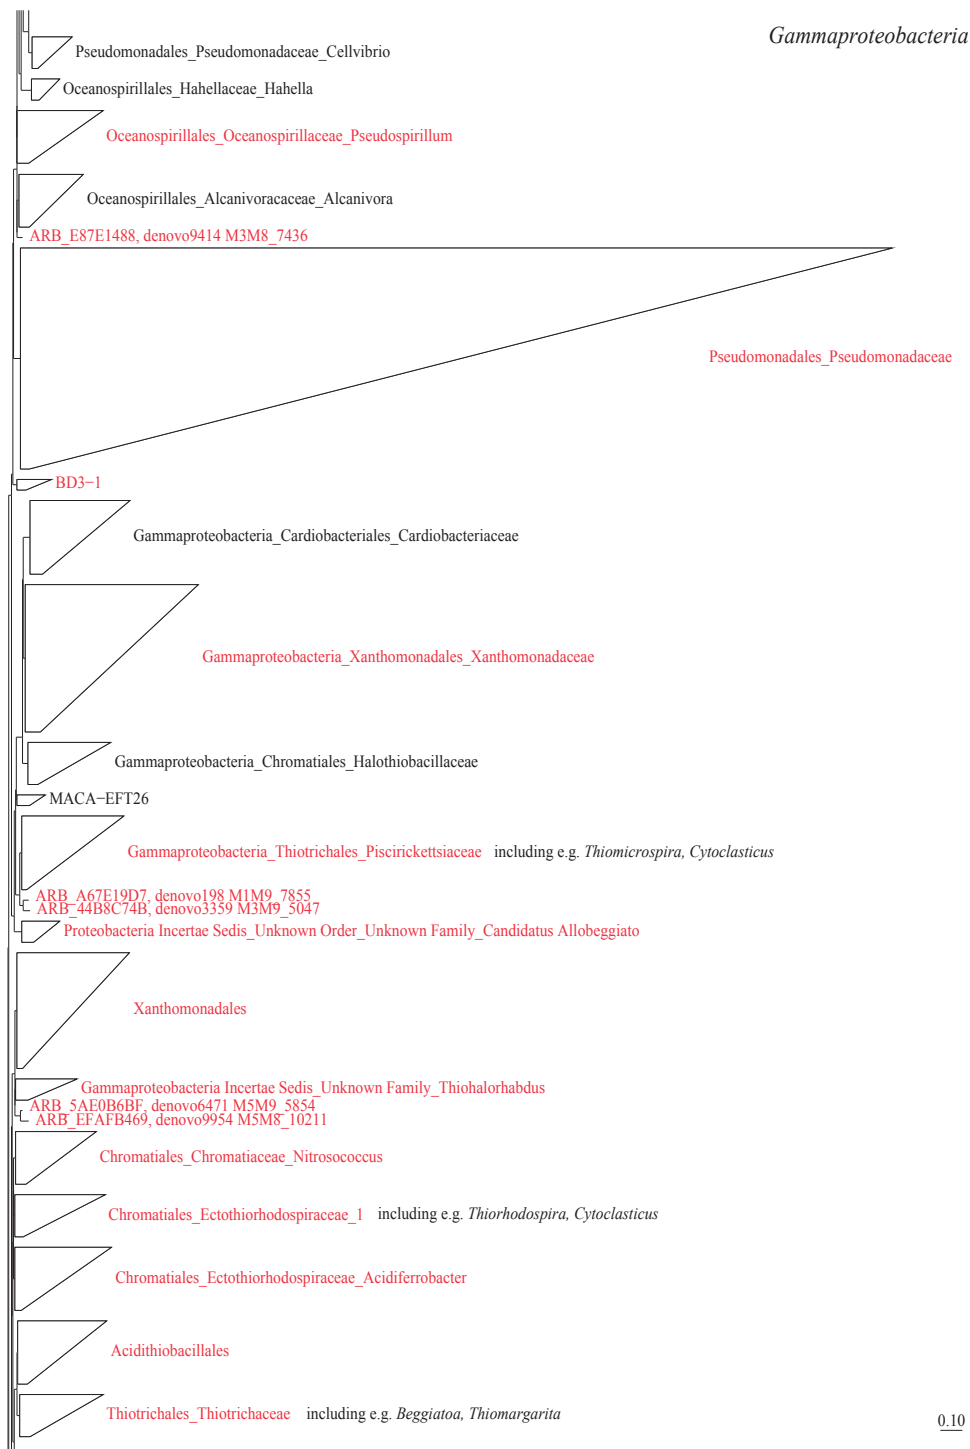 Gammaproteobacteria
Pseudomonadales_Pseudomonadaceae_Cellvibrio
Oceanospirillales_Hahellaceae_Hahella
Oceanospirillales_Oceanospirillaceae_Pseudospirillum
Oceanospirillales_Alcanivoracaceae_Alcanivora
ARB_E87E1488, denovo9414 M3M8_7436
Pseudomonadales_Pseudomonadaceae
BD3−1
Gammaproteobacteria_Cardiobacteriales_Cardiobacteriaceae
Gammaproteobacteria_Xanthomonadales_Xanthomonadaceae
Gammaproteobacteria_Chromatiales_Halothiobacillaceae
MACA−EFT26
Gammaproteobacteria_Thiotrichales_Piscirickettsiaceae including e.g. Thiomicrospira, Cytoclasticus
ARB_A67E19D7, denovo198 M1M9_7855
ARB_44B8C74B, denovo3359 M3M9_5047
Proteobacteria Incertae Sedis_Unknown Order_Unknown Family_Candidatus Allobeggiato
Xanthomonadales
Gammaproteobacteria Incertae Sedis_Unknown Family_Thiohalorhabdus
ARB_5AE0B6BF, denovo6471 M5M9_5854
ARB_EFAFB469, denovo9954 M5M8_10211
Chromatiales_Chromatiaceae_Nitrosococcus
Chromatiales_Ectothiorhodospiraceae_1 including e.g. Thiorhodospira, Cytoclasticus
Chromatiales_Ectothiorhodospiraceae_Acidiferrobacter
Acidithiobacillales
Thiotrichales_Thiotrichaceae including e.g. Beggiatoa, Thiomargarita
0.10